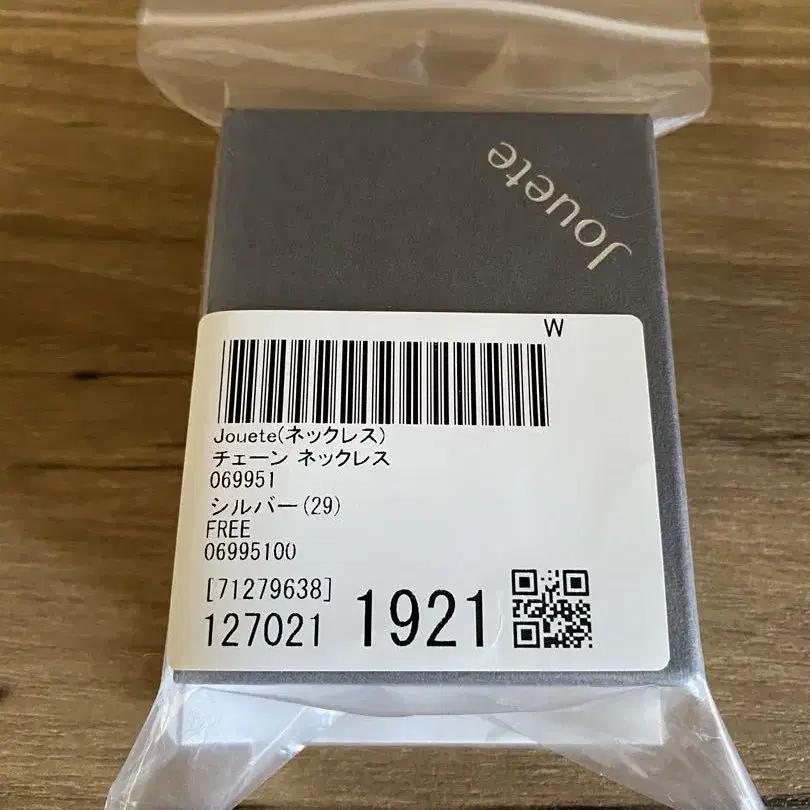 Jouete
W
Jouete(ネックレス)
チェーン ネックレス
069951
シルバー(29)
FREE
06995100
[71279638]
127021 1921